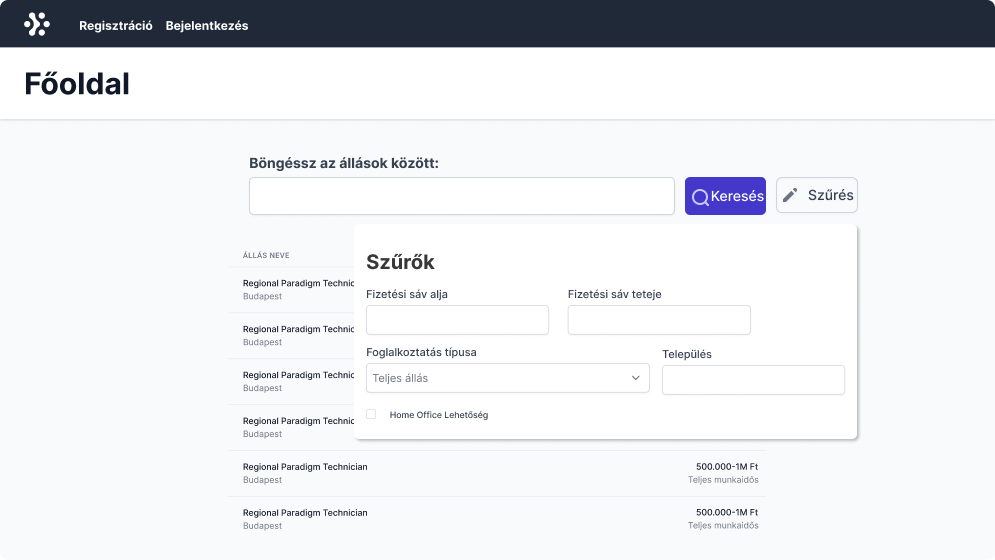 Regisztráció Bejelentkezés
Főoldal
Böngéssz az állások között:
Keresés Szűrés
ÁLLÁS NEVE
Szűrők
Fizetési sáv alja Fizetési sáv teteje
Foglalkoztatás típusa Település
Teljes állás
Home Office Lehetőség
Regional Paradigm Technic
Budapest
Regional Paradigm Technic
Budapest
Regional Paradigm Technic
Budapest
Regional Paradigm Technic
Budapest
Regional Paradigm Technician 500.000-1M Ft
Budapest Teljes munkaidős
Regional Paradigm Technician 500.000-1M Ft
Budapest Teljes munkaidős